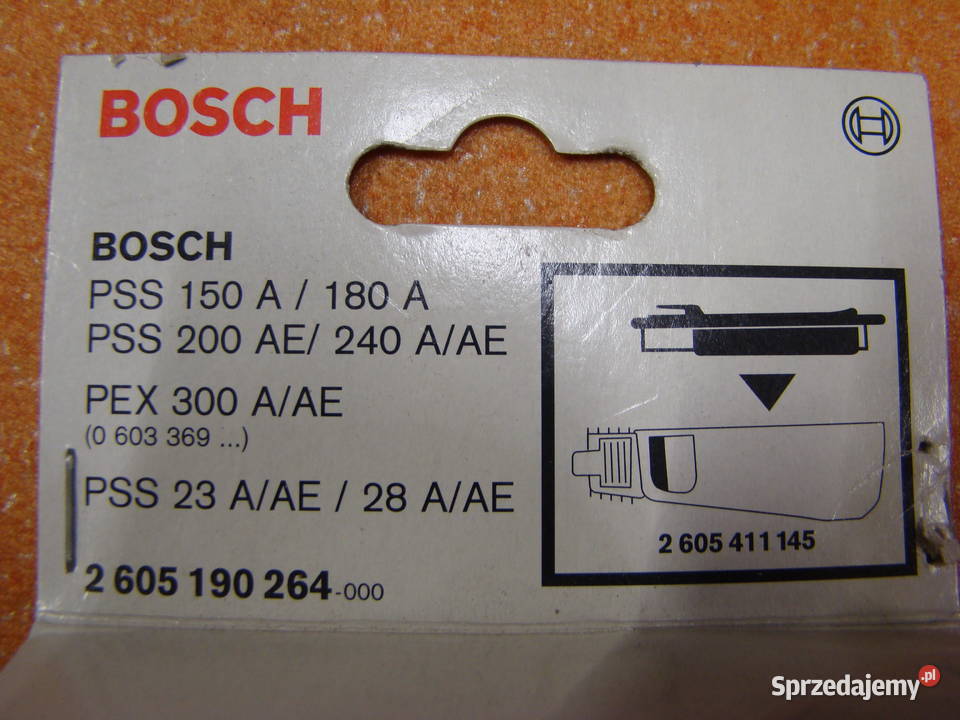 BOSCH
BOSCH
PSS 150 A / 180 A
PSS 200 AE/ 240 A/AE
PEX 300 A/AE
(0 603 369 ...)
PSS 23 A/AE / 28 A/AE
2 605 190 264-000
2 605 411 145
Sprzedajemy.pl